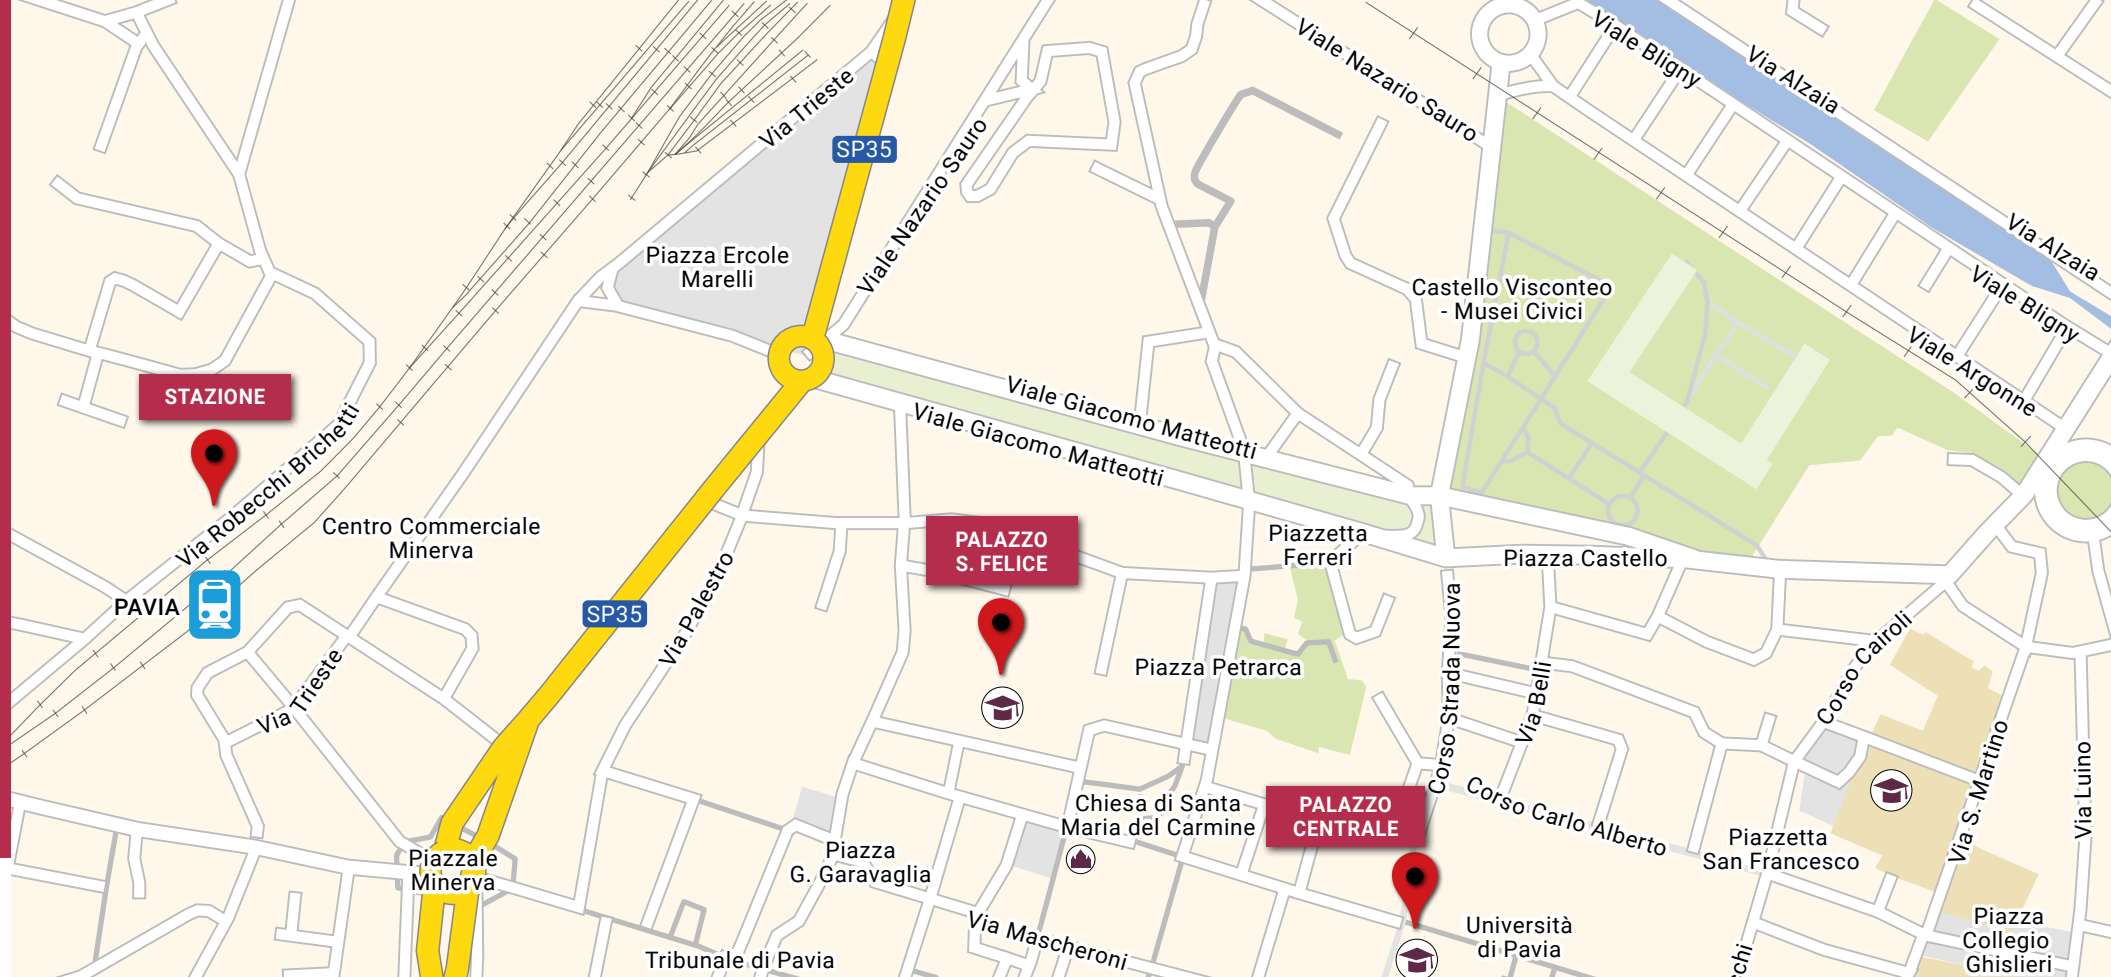 Viale Bligny
Via Alzaia
Viale Nazario Sauro
Via Trieste
SP35
Viale Nazario Sauro
Via Alzaia
Piazza Ercole
Marelli
Castello Visconteo
- Musei Civici
Viale Bligny
Viale Argonne
STAZIONE
Viale Giacomo Matteotti
Viale Giacomo Matteotti
Via Robecchi Brichetti
Centro Commerciale
Minerva
PALAZZO
S. FELICE
Piazzetta
Ferreri
Piazza Castello
PAVIA
SP35
Via Palestro
Corso Strada Nuova
Corso Cairoli
Piazza Petrarca
Via Belli
Via Trieste
Via S. Martino
Via Luino
Chiesa di Santa
Maria del Carmine
PALAZZO
CENTRALE
Corso Carlo Alberto
Piazzetta
San Francesco
Piazzale
Minerva
Piazza
G. Garavaglia
Via Mascheroni
Università
di Pavia
Piazza
Collegio
Ghislieri
Tribunale di Pavia
chi